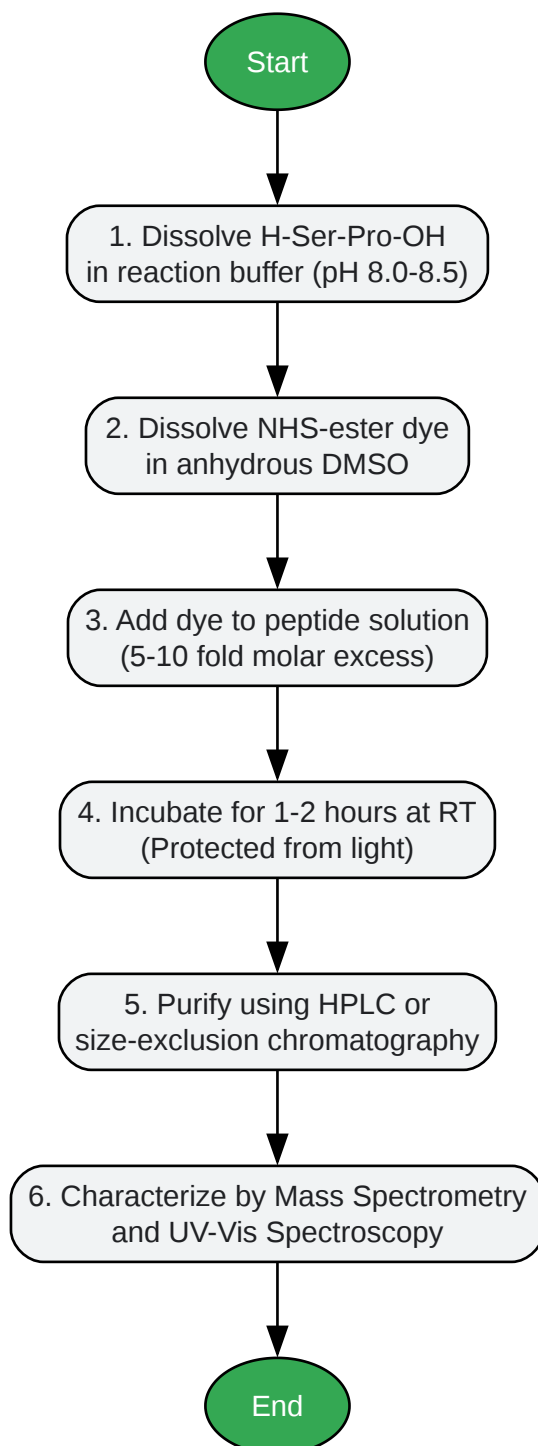 Start
1. Dissolve H-Ser-Pro-OH
in reaction buffer (pH 8.0-8.5)
2. Dissolve NHS-ester dye
in anhydrous DMSO
3. Add dye to peptide solution
(5-10 fold molar excess)
4. Incubate for 1-2 hours at RT
(Protected from light)
5. Purify using HPLC or
size-exclusion chromatography
6. Characterize by Mass Spectrometry
and UV-Vis Spectroscopy
End